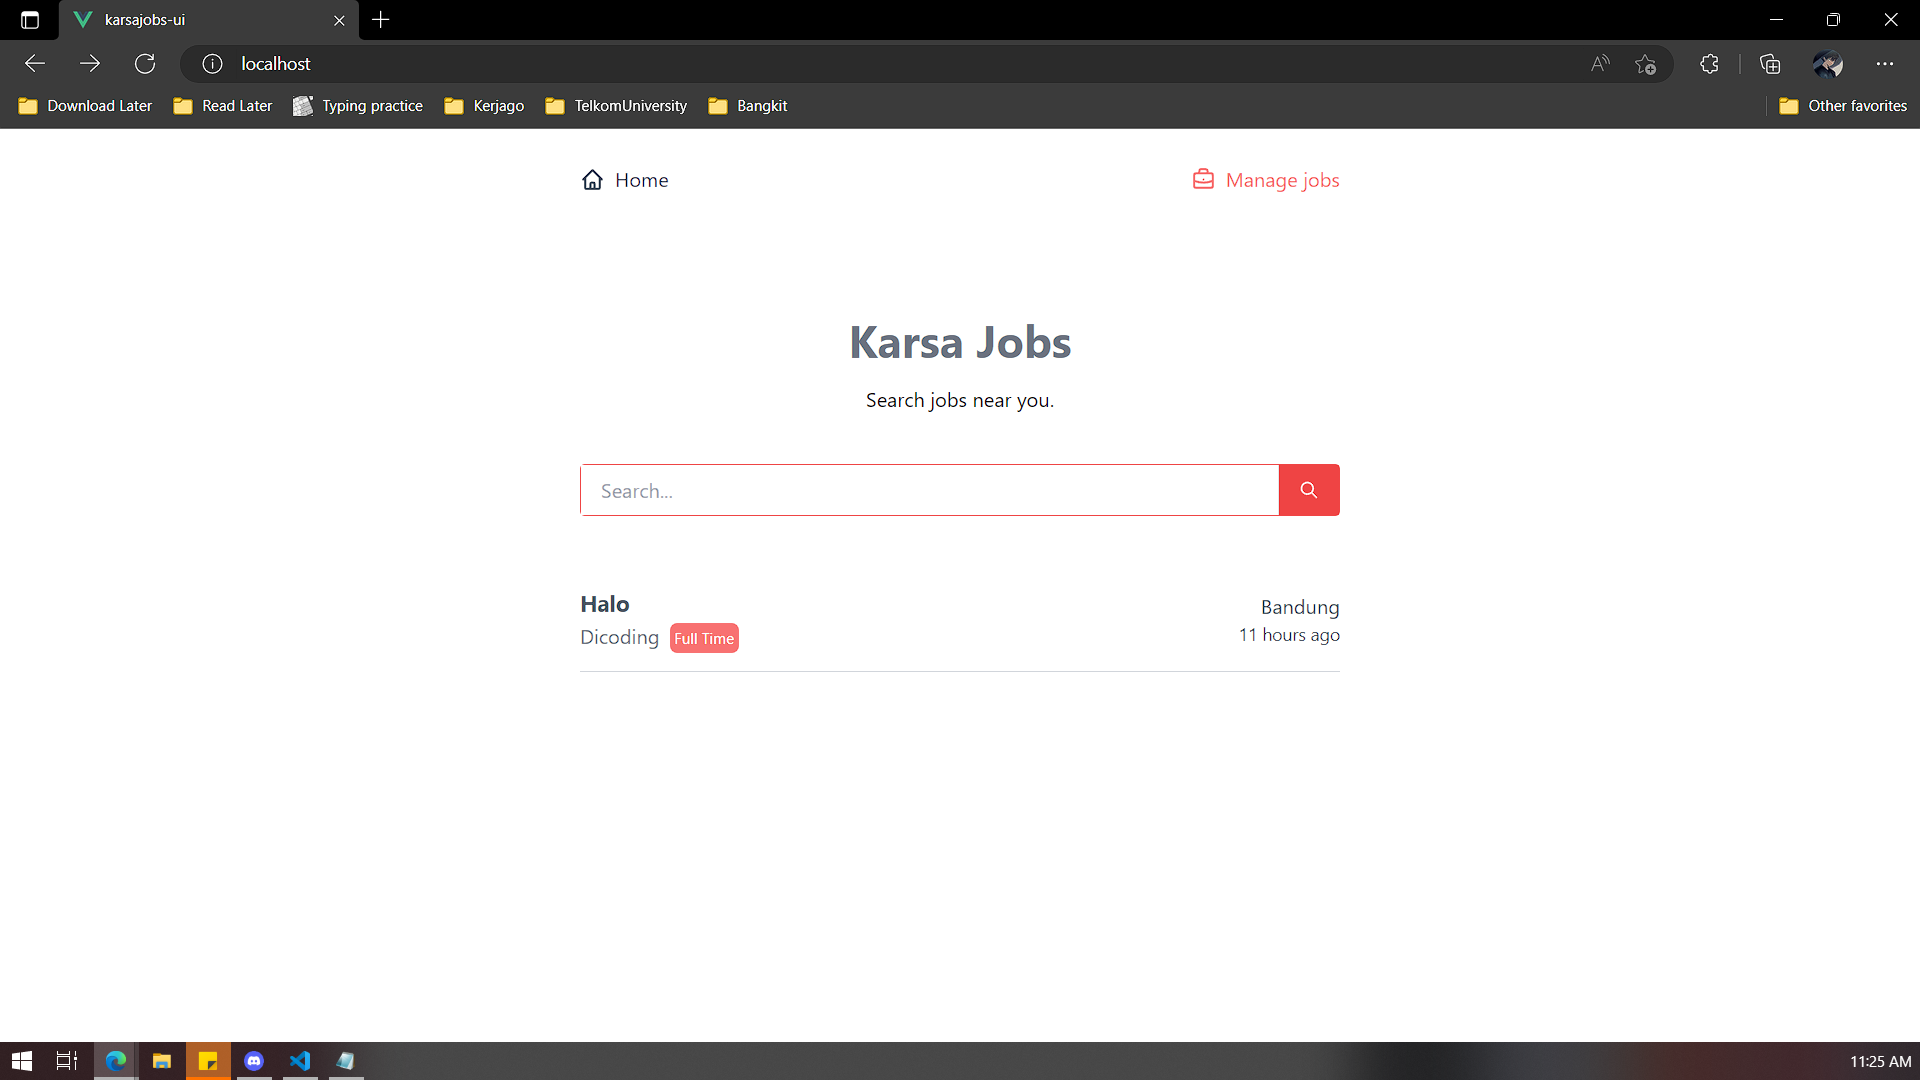 karsajobs-ui
localhost
Download Later Read Later Typing practice Kerjago TelkomUniversity Bangkit Other favorites
Home Manage jobs
Karsa Jobs
Search jobs near you.
Search...
Halo Bandung
Dicoding Full Time 11 hours ago
11:25 AM